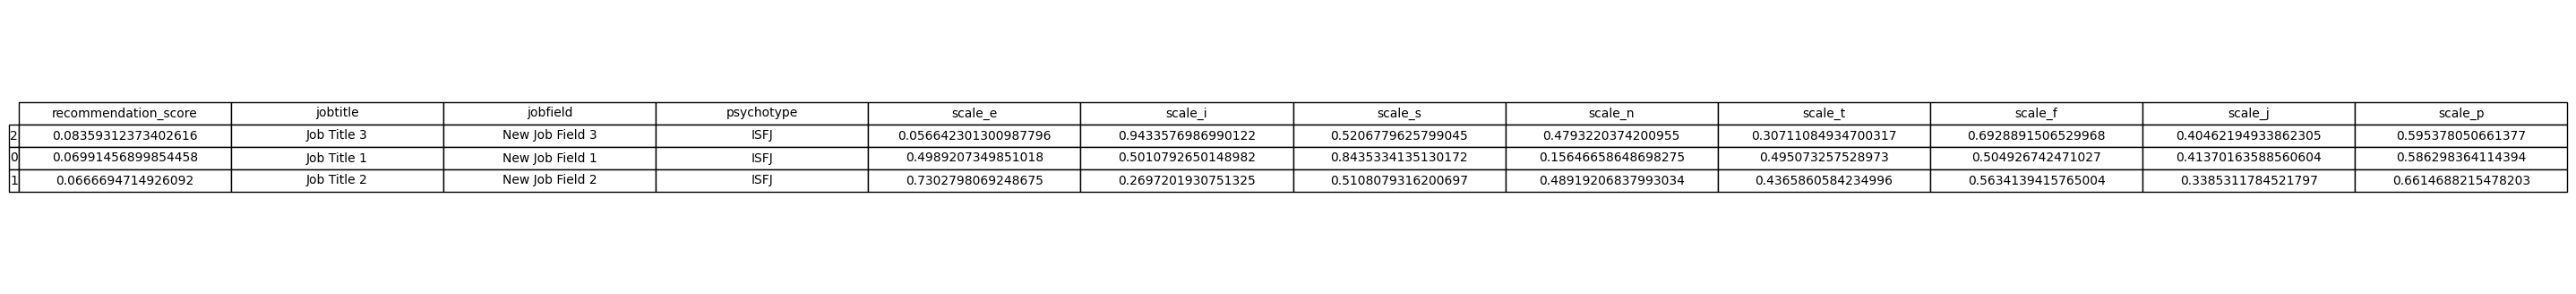 recommendation_score jobtitle jobfield psychotype scale_e scale_i scale_s scale_n scale_t scale_f scale_j scale_p
2 0.08359312373402616 Job Title 3 New Job Field 3 ISFJ 0.056642301300987796 0.9433576986990122 0.5206779625799045 0.4793220374200955 0.30711084934700317 0.6928891506529968 0.40462194933862305 0.595378050661377
0 0.06991456899854458 Job Title 1 New Job Field 1 ISFJ 0.4989207349851018 0.5010792650148982 0.8435334135130172 0.15646658648698275 0.495073257528973 0.504926742471027 0.41370163588560604 0.586298364114394
1 0.0666694714926092 Job Title 2 New Job Field 2 ISFJ 0.7302798069248675 0.2697201930751325 0.5108079316200697 0.48919206837993034 0.4365860584234996 0.5634139415765004 0.3385311784521797 0.6614688215478203